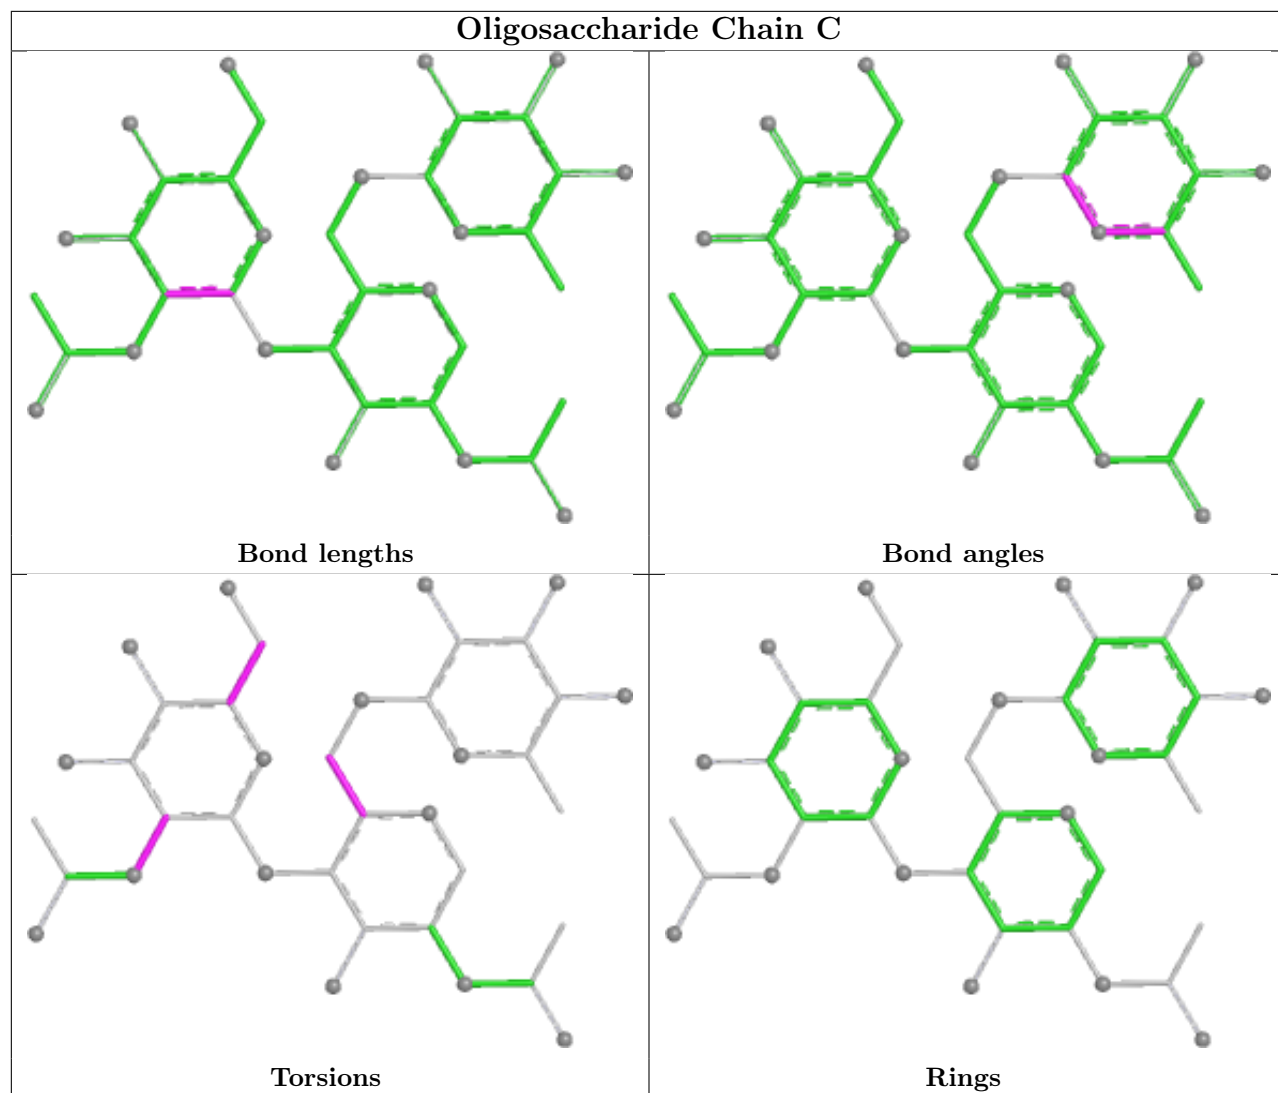 Oligosaccharide Chain C
Bond lengths
Bond angles
Torsions
Rings